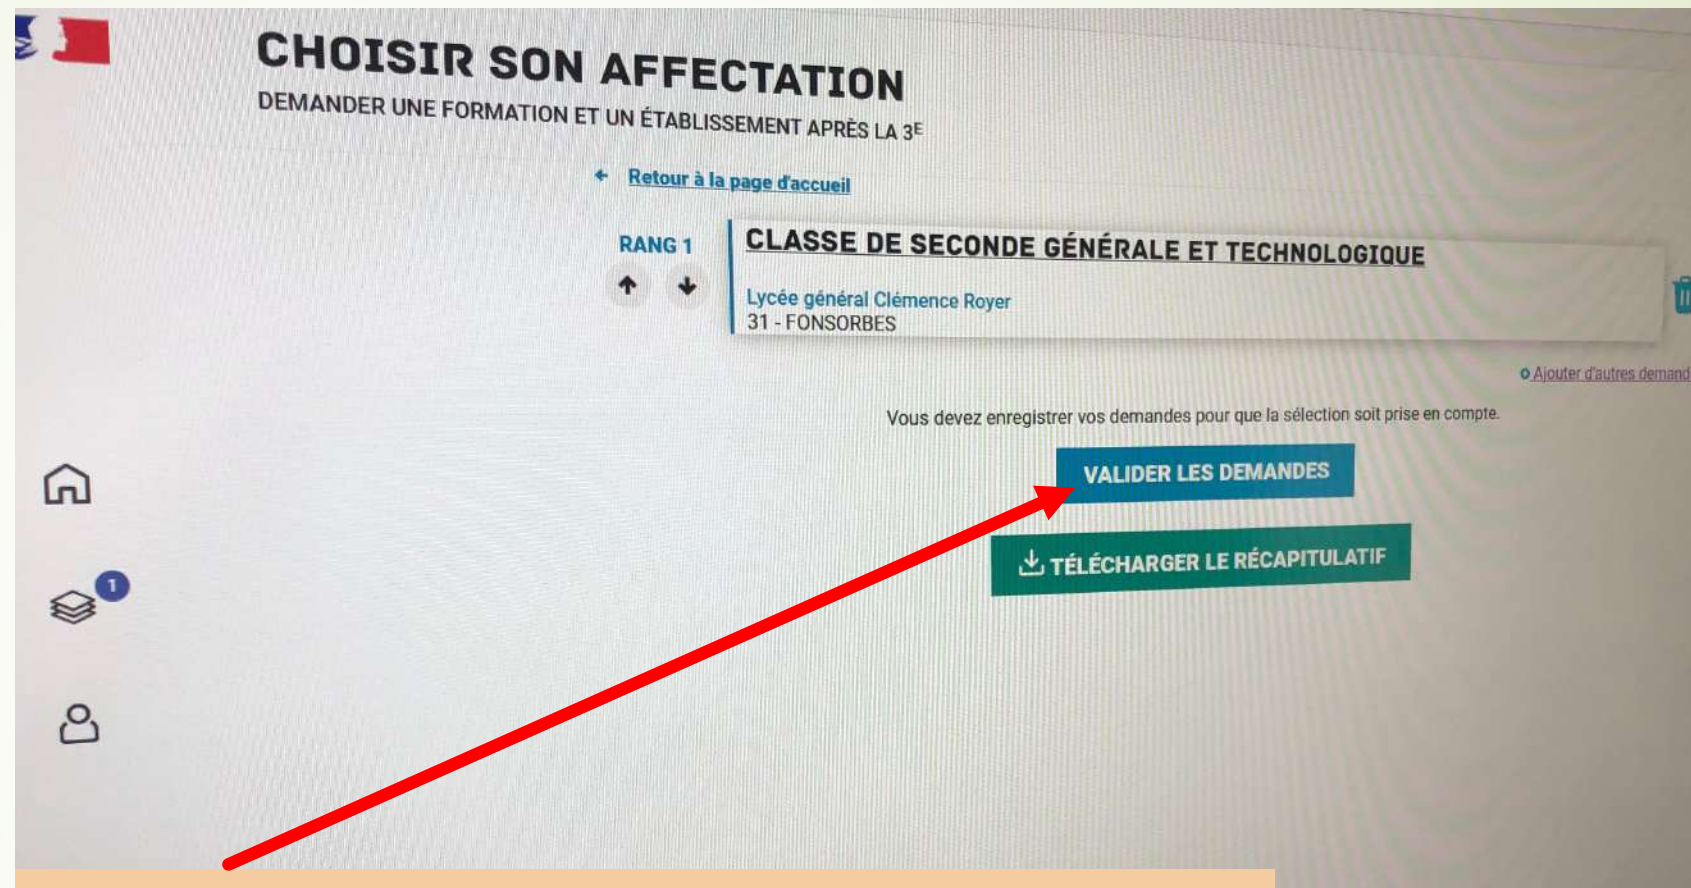 CHOISIR SON AFFECTATION
DEMANDER UNE FORMATION ET UN ÉTABLISSEMENT APRÈS LA 3E
Retour à la page d'accueil
RANG 1
CLASSE DE SECONDE GÉNÉRALE ET TECHNOLOGIQUE
Lycée général Clémence Royer
31 - FONSORBES
Ajouter d'autres demand
Vous devez enregistrer vos demandes pour que la sélection soit prise en compte.
VALIDER LES DEMANDES
TÉLÉCHARGER LE RÉCAPITULATIF
1